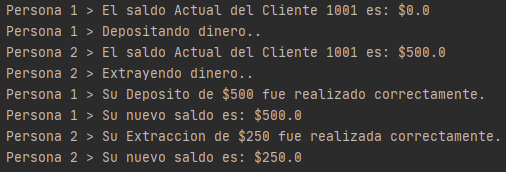 Persona 1 > El saldo Actual del Cliente 1001 es: $0.0
Persona 1 > Depositando dinero..
Persona 2 > El saldo Actual del Cliente 1001 es: $500.0
Persona 2 > Extrayendo dinero..
Persona 1 > Su Deposito de $500 fue realizado correctamente.
Persona 1 > Su nuevo saldo es: $500.0
Persona 2 > Su Extraccion de $250 fue realizada correctamente.
Persona 2 > Su nuevo saldo es: $250.0